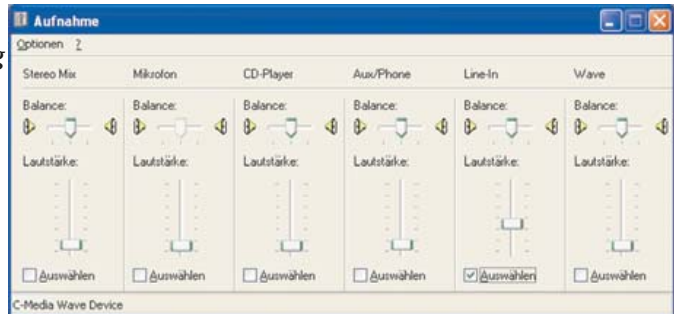 Aufnahme
g
Optionen ?
Stereo Mix Mikrofon CD-Player Aux/Phone Line-In Wave
Balance: Balance: Balance: Balance: Balance: Balance:
Lautstärke: Lautstärke: Lautstärke: Lautstärke: Lautstärke: Lautstärke:
Auswählen Auswählen Auswählen Auswählen Auswählen Auswählen
C-Media Wave Device